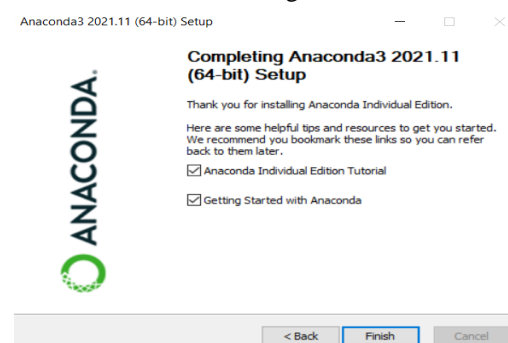 Anaconda3 2021.11 (64-bit) Setup
Completing Anaconda3 2021.11
(64-bit) Setup
Thank you for installing Anaconda Individual Edition.
Here are some helpful tips and resources to get you started.
We recommend you bookmark these links so you can refer
back to them later.
Anaconda Individual Edition Tutorial
Getting Started with Anaconda
ANACONDA.
< Back
Finish
Cancel